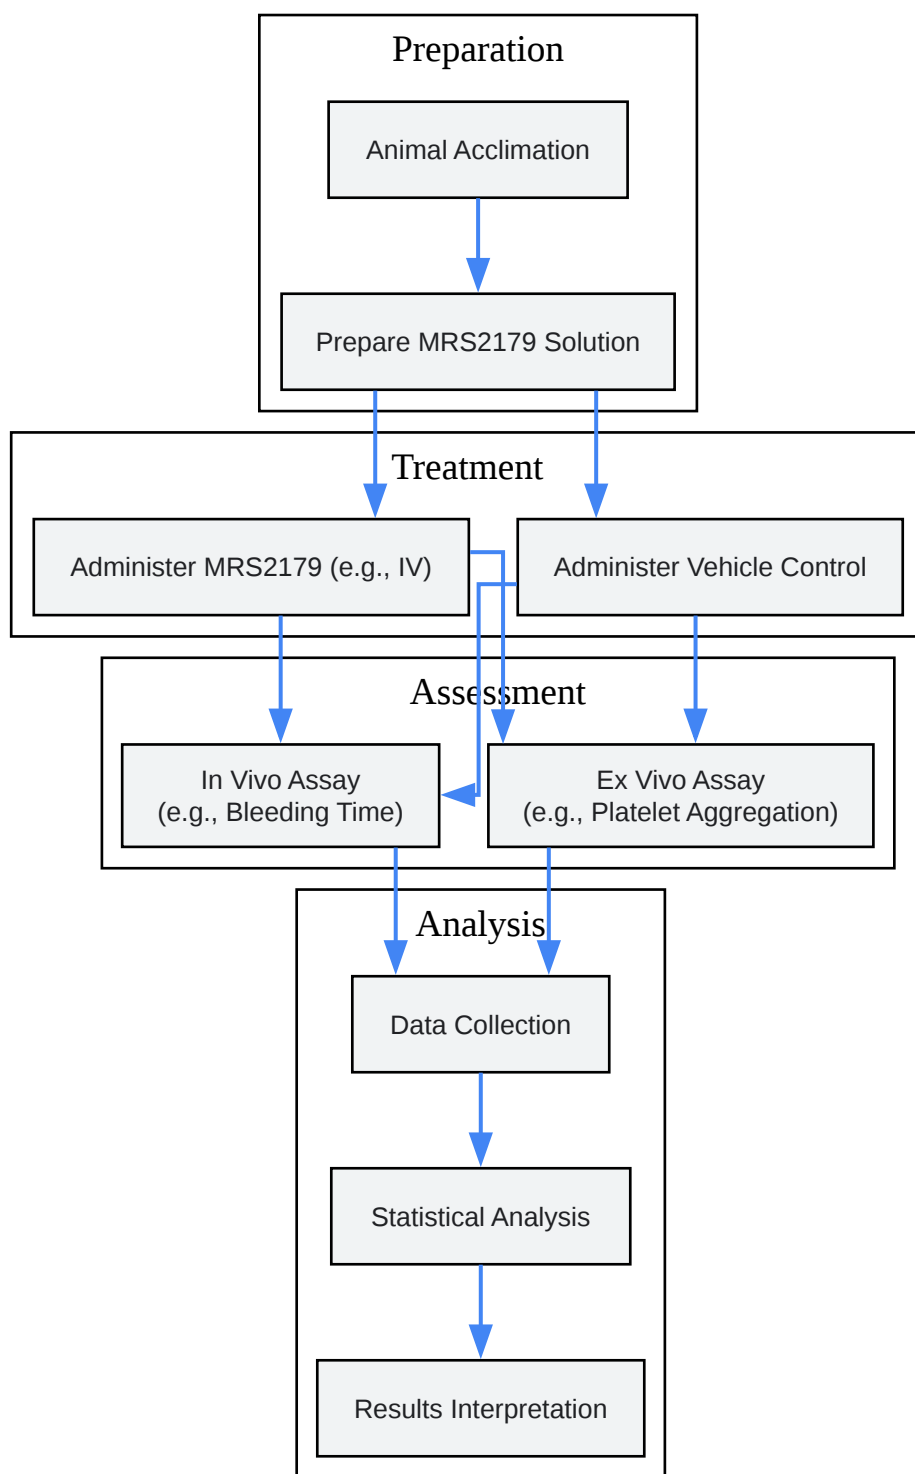 Preparation
Animal Acclimation
Prepare MRS2179 Solution
Treatment
Administer MRS2179 (e.g., IV)
Administer Vehicle Control
Assessment
In Vivo Assay
(e.g., Bleeding Time)
Ex Vivo Assay
(e.g., Platelet Aggregation)
Analysis
Data Collection
Statistical Analysis
Results Interpretation